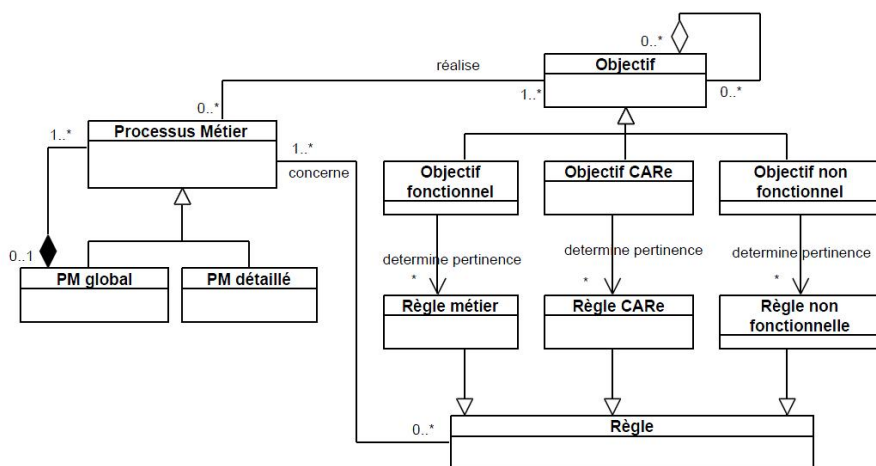 0..*
Objectif
réalise
1..*
0..*
0..*
1..*
Processus Métier
1..*
concerne
Objectif
fonctionnel
Objectif CARe
Objectif non
fonctionnel
0..1
PM global
PM détaillé
determine pertinence
determine pertinence
determine pertinence
*
*
*
Règle métier
Règle CARe
Règle non
fonctionnelle
0..*
Règle